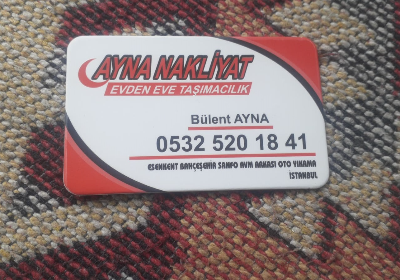 AYNA NAKLİYAT
EVDEN EVE TAŞIMACILIK
Bülent AYNA
0532 520 18 41
ESENKENT BAHÇEŞEHİR SANPO AVM ARKASI OTO YIKAMA
İSTANBUL